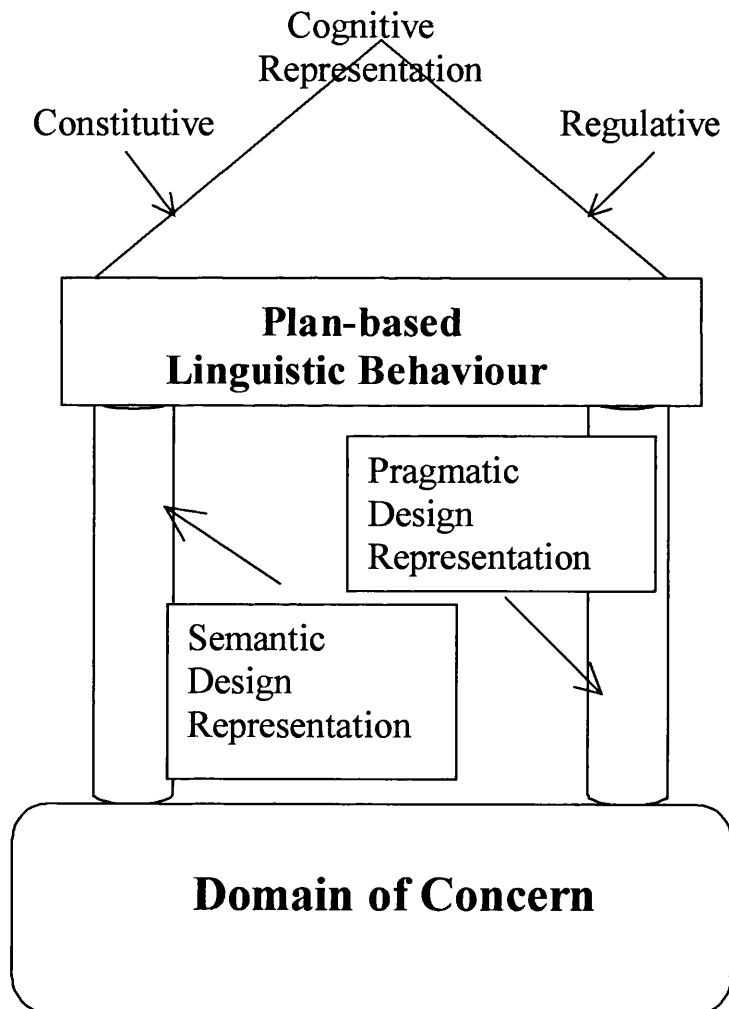 Cognitive
Representation
Constitutive
Regulative
Plan-based
Linguistic Behaviour
Pragmatic
Design
Representation
Semantic
Design
Representation
Domain of Concern